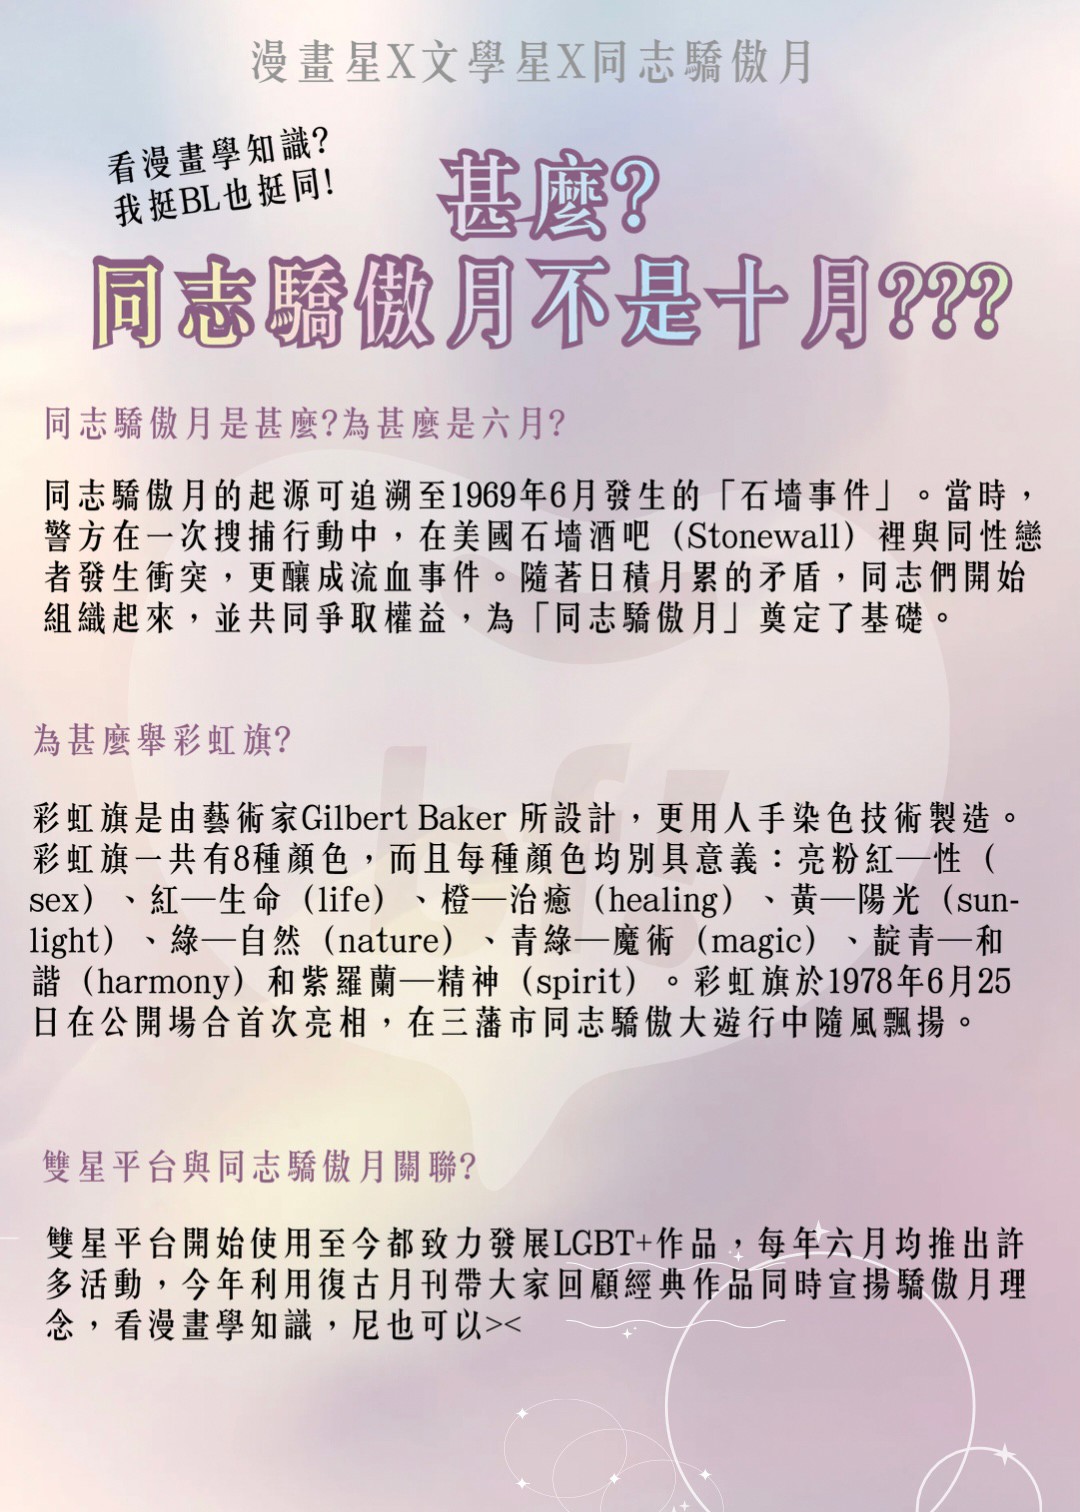 漫畫星X文學星X同志驕傲月
看漫畫學知識?
我挺BL也挺同!
甚麼?
同志驕傲月不是十月???
同志驕傲月是甚麼?為甚麼是六月?
同志驕傲月的起源可追溯至1969年6月發生的「石墻事件」。當時，
警方在一次搜捕行動中，在美國石墻酒吧（Stonewall）裡與同性戀
者發生衝突，更釀成流血事件。隨著日積月累的矛盾，同志們開始
組織起來，並共同爭取權益，為「同志驕傲月」奠定了基礎。
為甚麼舉彩虹旗?
彩虹旗是由藝術家Gilbert Baker 所設計，更用人手染色技術製造。
彩虹旗一共有8種顏色，而且每種顏色均別具意義：亮粉紅—性（
sex）、紅—生命（life）、橙—治癒（healing）、黃—陽光（sun-
light）、綠—自然（nature）、青綠—魔術（magic）、靛青—和
諧（harmony）和紫羅蘭—精神（spirit）。彩虹旗於1978年6月25
日在公開場合首次亮相，在三藩市同志驕傲大遊行中隨風飄揚。
雙星平台與同志驕傲月關聯?
雙星平台開始使用至今都致力發展LGBT+作品，每年六月均推出許
多活動，今年利用復古月刊帶大家回顧經典作品同時宣揚驕傲月理
念，看漫畫學知識，尼也可以><